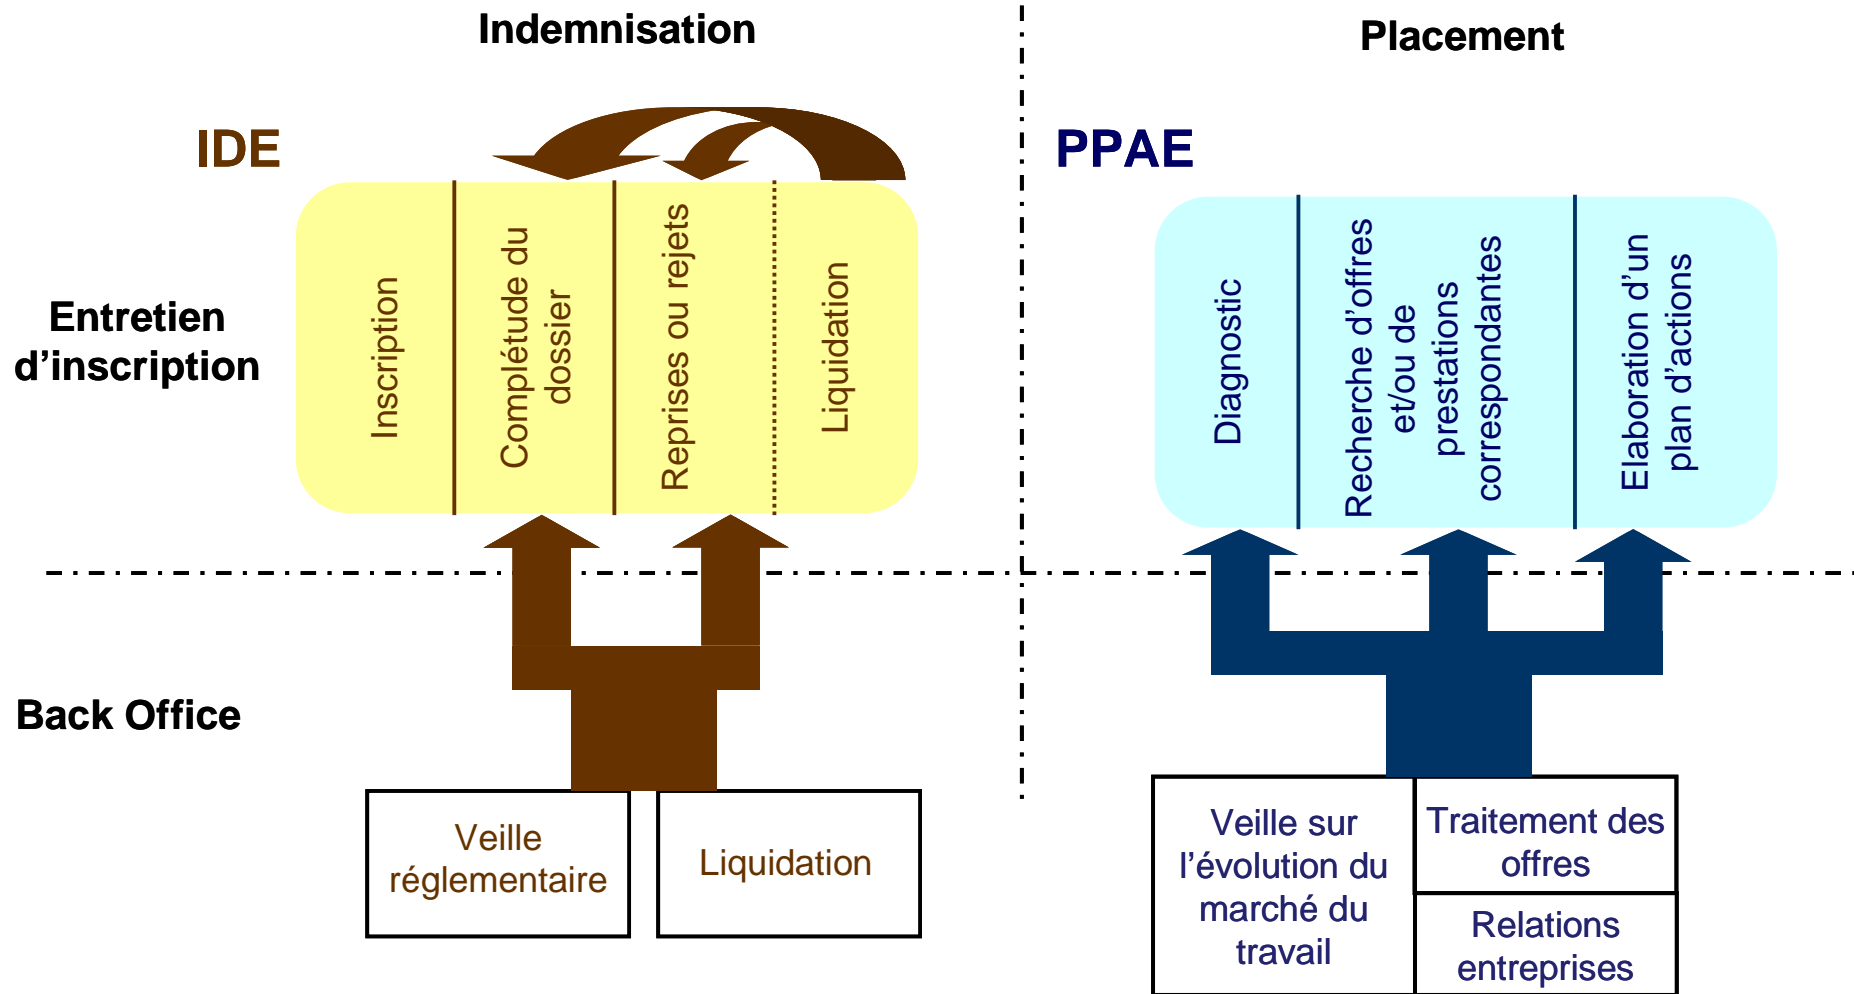 Indemnisation
Placement
IDE
PPAE
Entretien
d’inscription
Inscription
Complétude du
dossier
Reprises ou rejets
Liquidation
Diagnostic
Recherche d’offres
et/ou de
prestations
correspondantes
Elaboration d’un
plan d’actions
Back Office
Veille
réglementaire
Liquidation
Veille sur
l’évolution du
marché du
travail
Traitement des
offres
Relations
entreprises